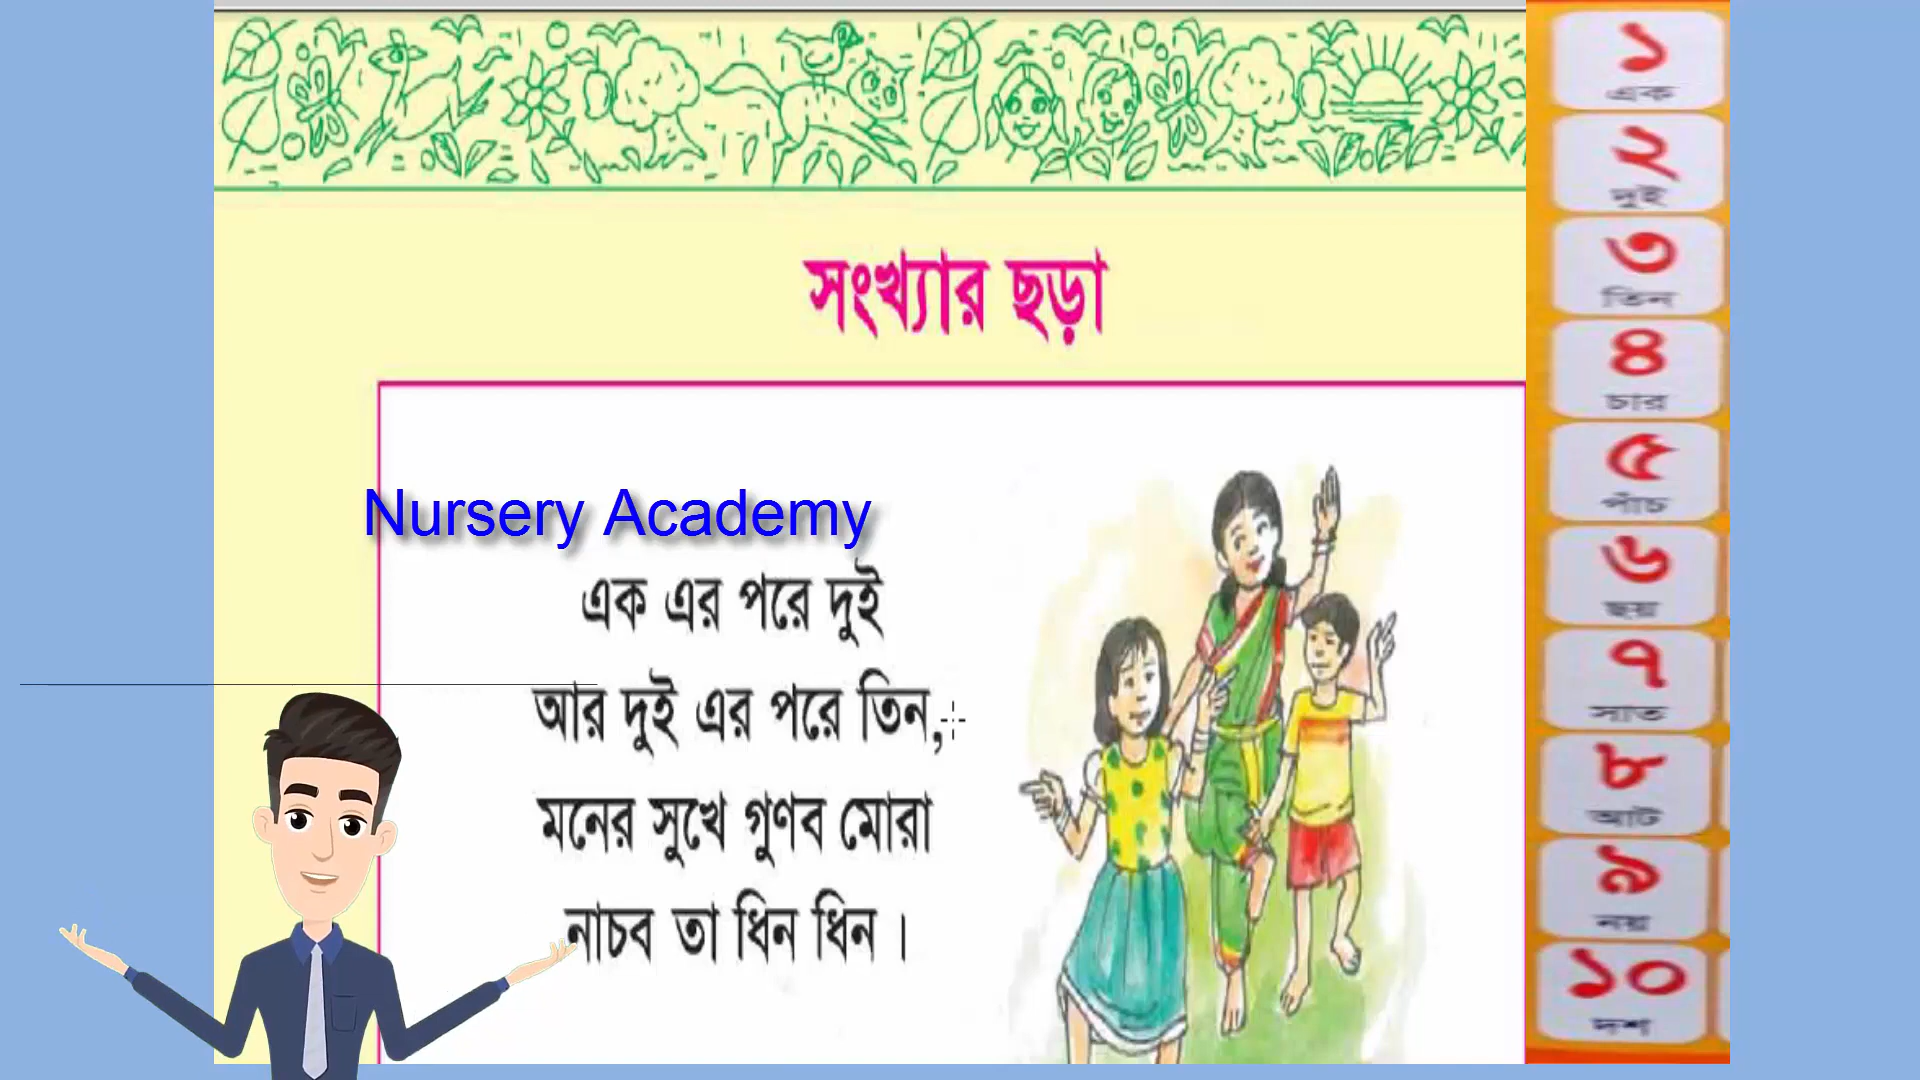 সংখ্যার ছড়া
Nursery Academy
এক এর পরে দুই
আর দুই এর পরে তিন,
মনের সুখে গুণব মোরা
নাচব তা ধিন ধিন ।
১
এক
২
দুই
৩
তিন
৪
চার
৫
পাঁচ
৬
ছয়
৭
সাত
৮
আট
৯
নয়
১০
দশ